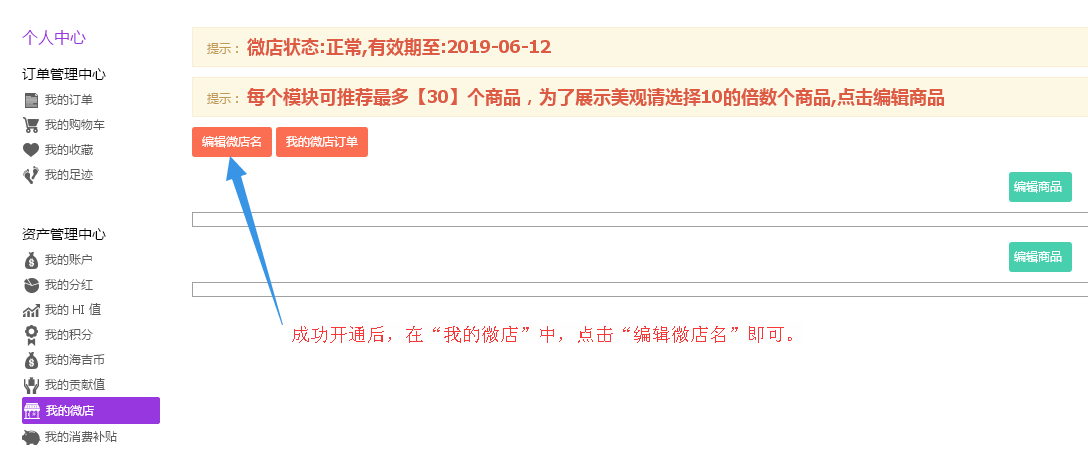 个人中心
订单管理中心
我的订单
我的购物车
我的收藏
我的足迹
资产管理中心
我的账户
我的分红
我的 HI 值
我的积分
我的海吉币
我的贡献值
我的微店
我的消费补贴
提示： 微店状态:正常,有效期至:2019-06-12
提示： 每个模块可推荐最多【30】个商品，为了展示美观请选择10的倍数个商品,点击编辑商品
编辑微店名 我的微店订单
编辑商品
编辑商品
成功开通后，在“我的微店”中，点击“编辑微店名”即可。